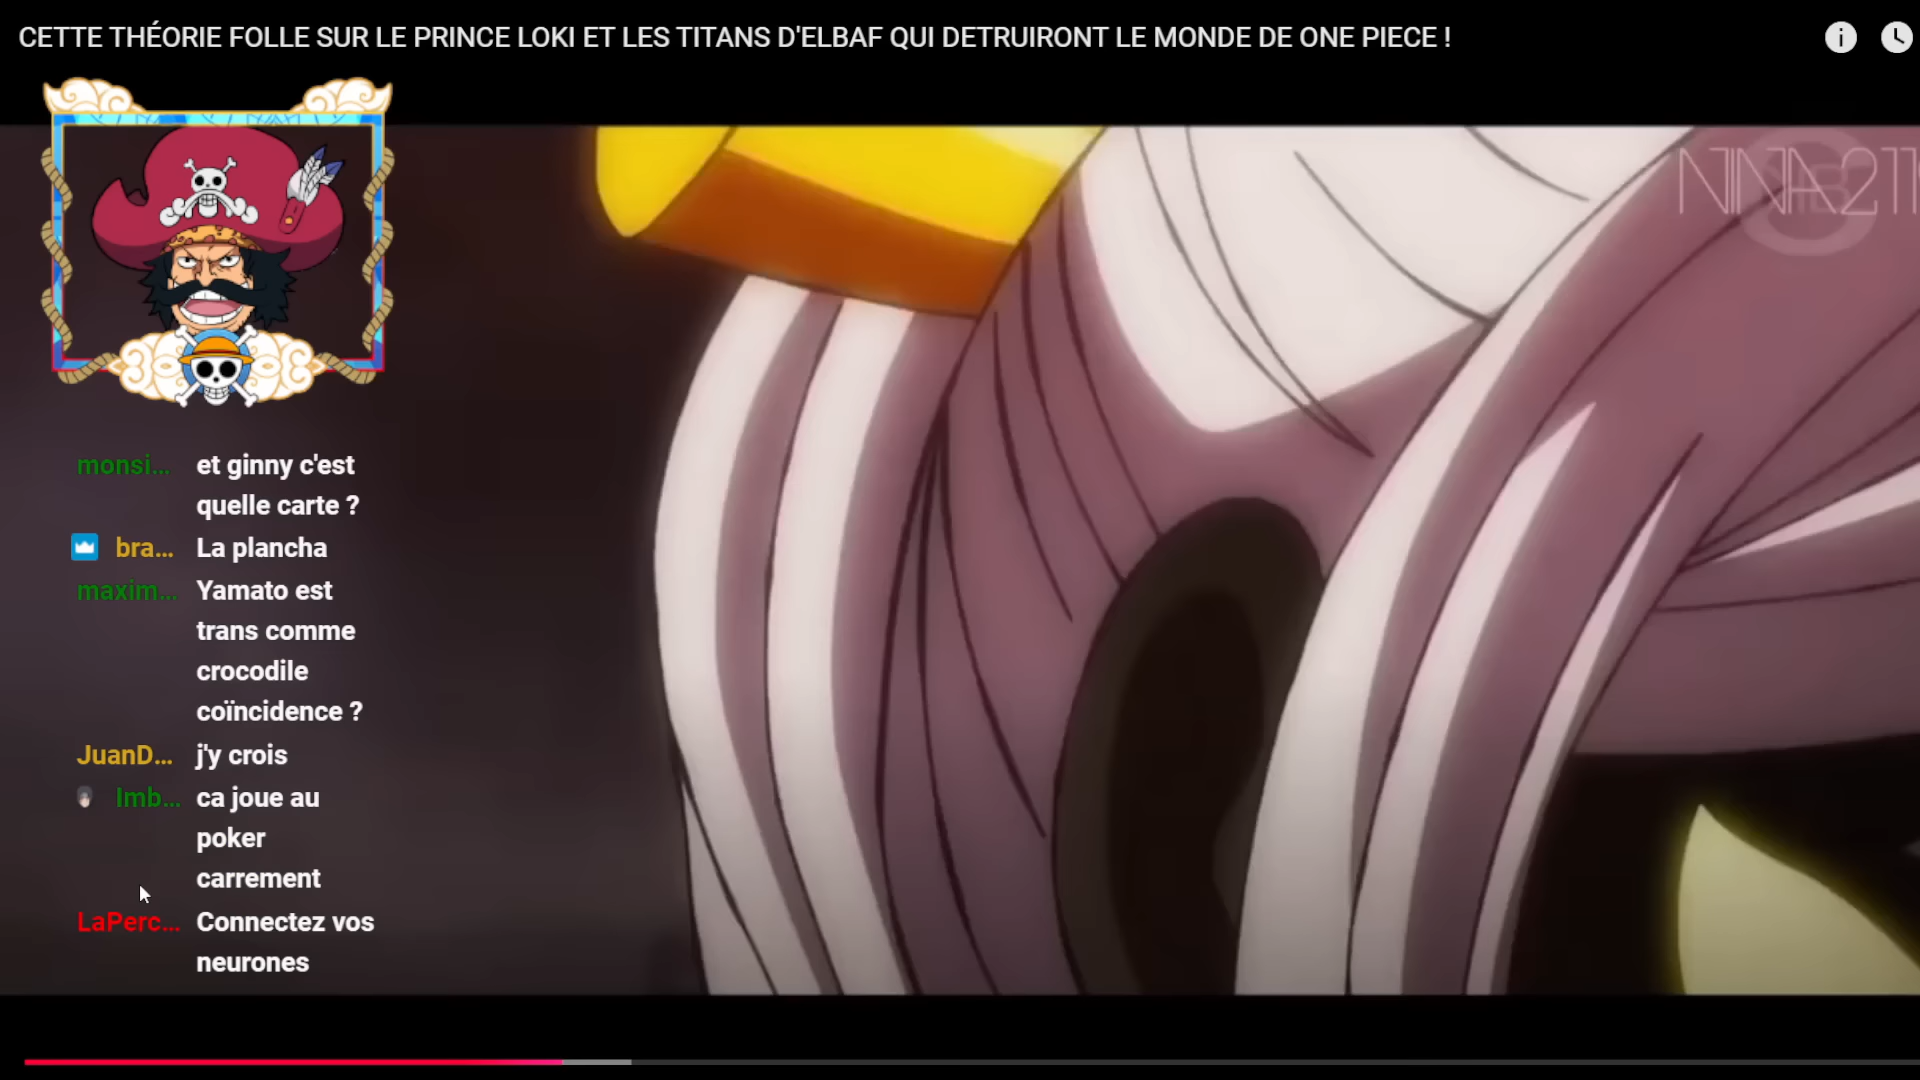 CETTE THÉORIE FOLLE SUR LE PRINCE LOKI ET LES TITANS D'ELBAF QUI DETRUIRONT LE MONDE DE ONE PIECE !
NINA211
monsi... et ginny c'est
quelle carte ?
bra... La plancha
maxim... Yamato est
trans comme
crocodile
coïncidence ?
JuanD... j'y crois
Imb... ca joue au
poker
carrement
LaPerc... Connectez vos
neurones